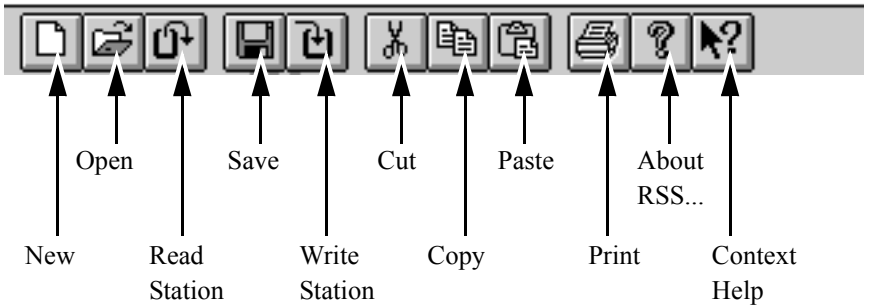 Open
Save
Cut
Paste
About
RSS...
New
Read
Station
Write
Station
Copy
Print
Context
Help